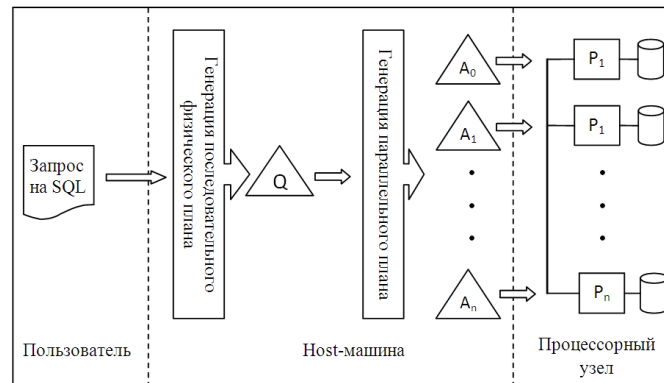 Запрос
на SQL
Генерация последовательного
физического плана
Q
Генерация параллельного плана
A0
A1
An
P1
P1
Pn
Пользователь
Host-машина
Процессорный
узел